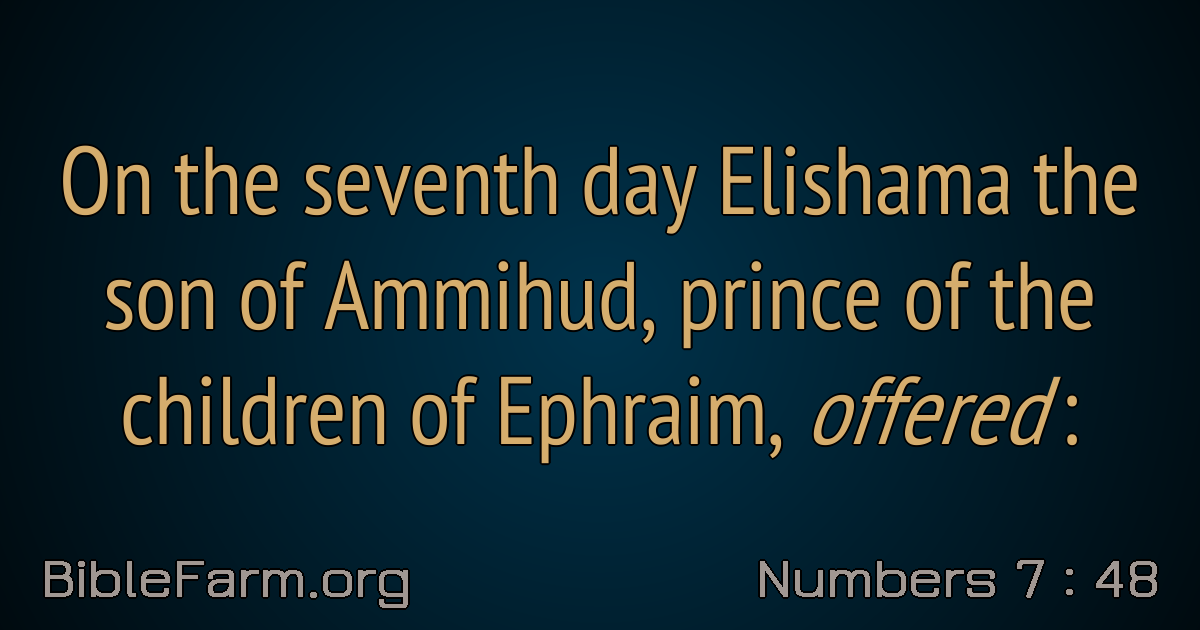 On the seventh day Elishama the
son of Ammihud, prince of the
children of Ephraim, offered:
BibleFarm.org
Numbers 7 : 48